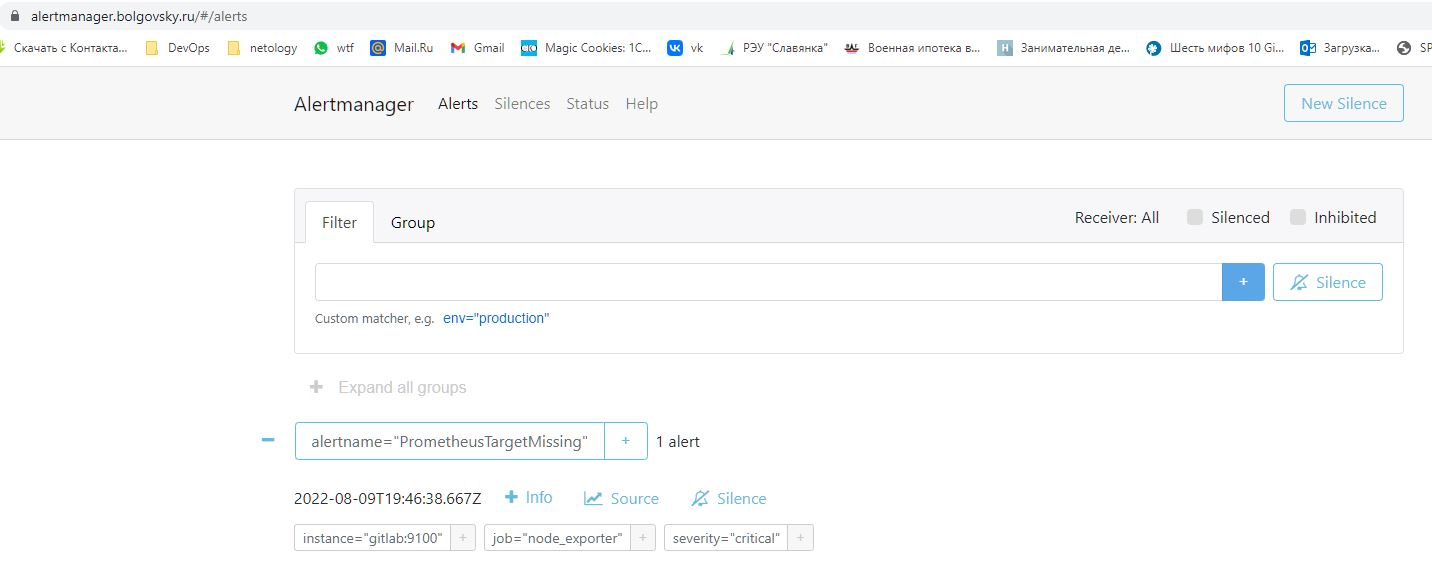 alertmanager.bolgovsky.ru/#/alerts
Скачать с Контакта... DevOps netology wtf Mail.Ru Gmail Magic Cookies: 1C... vk РЭУ "Славянка" Военная ипотека в... Занимательная де... Шесть мифов 10 Gi... Загрузка... SP
Alertmanager Alerts Silences Status Help New Silence
Filter Group Receiver: All Silenced Inhibited
+ Silence
Custom matcher, e.g. env="production"
+ Expand all groups
alertname="PrometheusTargetMissing" + 1 alert
2022-08-09T19:46:38.667Z + Info Source Silence
instance="gitlab:9100" + job="node_exporter" + severity="critical" +